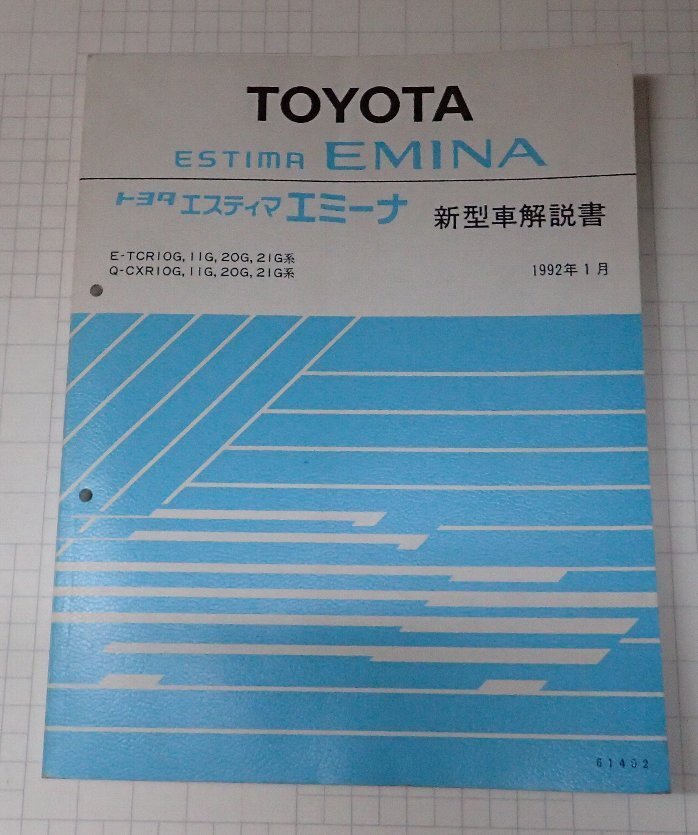 TOYOTA
ESTIMA EMINA
トヨタ エスティマ エミーナ 新型車解説書
E-TCR10G, 11G, 20G, 21G系
Q-CXR10G, 11G, 20G, 21G系
1992年1月
61492